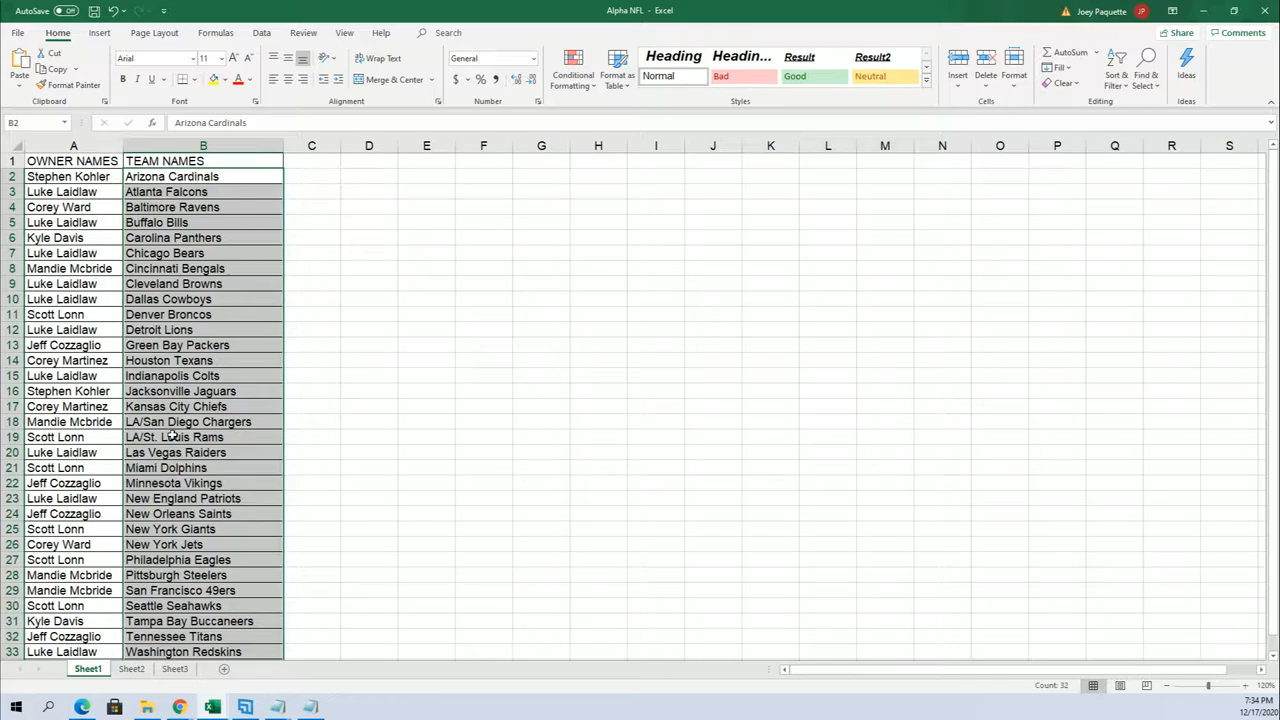 AutoSave Off
Alpha NFL - Excel
Joey Paquette JP
File Home Insert Page Layout Formulas Data Review View Help Search
Share Comments
Paste Cut Copy Format Painter
Arial 11 A A
B I U A
Wrap Text
Merge & Center
General
$ % ,
Conditional Formatting Format as Table
Heading Headin... Result Result2
Normal Bad Good Neutral
Insert Delete Format
AutoSum Fill Clear
Sort & Filter Find & Select
Ideas
Clipboard Font Alignment Number Styles Cells Editing Ideas
B2 fx Arizona Cardinals
A B C D E F G H I J K L M N O P Q R S
1 OWNER NAMES TEAM NAMES
2 Stephen Kohler Arizona Cardinals
3 Luke Laidlaw Atlanta Falcons
4 Corey Ward Baltimore Ravens
5 Luke Laidlaw Buffalo Bills
6 Kyle Davis Carolina Panthers
7 Luke Laidlaw Chicago Bears
8 Mandie Mcbride Cincinnati Bengals
9 Luke Laidlaw Cleveland Browns
10 Luke Laidlaw Dallas Cowboys
11 Scott Lonn Denver Broncos
12 Luke Laidlaw Detroit Lions
13 Jeff Cozzaglio Green Bay Packers
14 Corey Martinez Houston Texans
15 Luke Laidlaw Indianapolis Colts
16 Stephen Kohler Jacksonville Jaguars
17 Corey Martinez Kansas City Chiefs
18 Mandie Mcbride LA/San Diego Chargers
19 Scott Lonn LA/St. Louis Rams
20 Luke Laidlaw Las Vegas Raiders
21 Scott Lonn Miami Dolphins
22 Jeff Cozzaglio Minnesota Vikings
23 Luke Laidlaw New England Patriots
24 Jeff Cozzaglio New Orleans Saints
25 Scott Lonn New York Giants
26 Corey Ward New York Jets
27 Scott Lonn Philadelphia Eagles
28 Mandie Mcbride Pittsburgh Steelers
29 Mandie Mcbride San Francisco 49ers
30 Scott Lonn Seattle Seahawks
31 Kyle Davis Tampa Bay Buccaneers
32 Jeff Cozzaglio Tennessee Titans
33 Luke Laidlaw Washington Redskins
Sheet1 Sheet2 Sheet3
Count: 32 120%
7:34 PM
12/17/2020